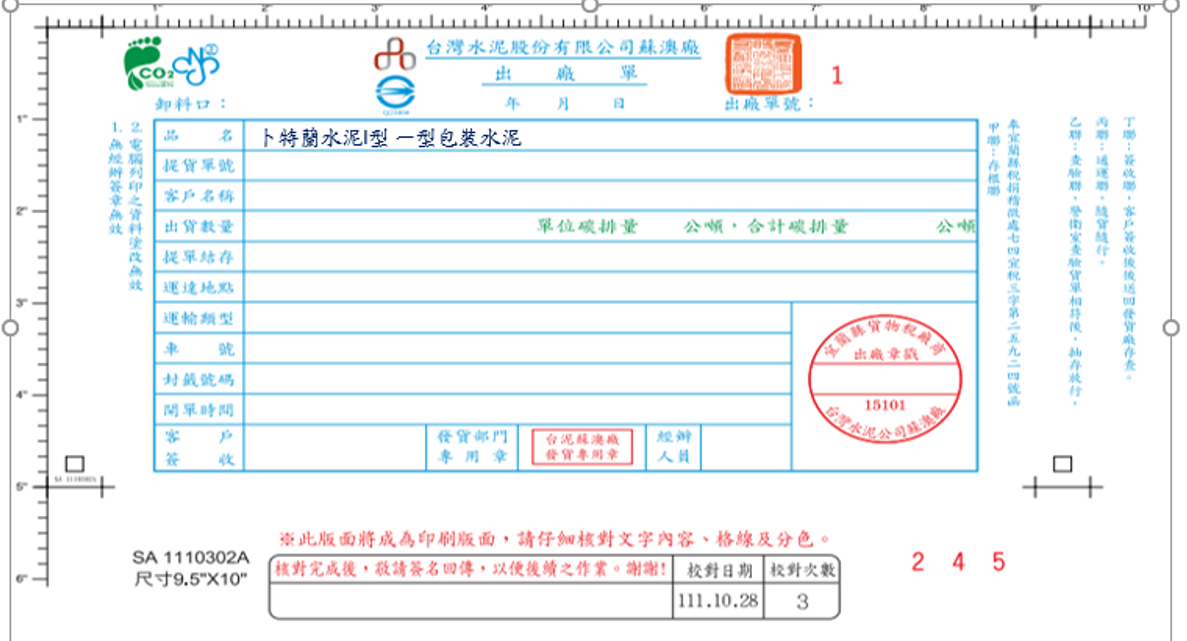 0" 1" 2" 3" 4" 5" 6" 7" 8" 9" 10"
1"
2"
3"
4"
5"
6"
CO2
台灣水泥股份有限公司蘇澳廠
出 廠 單
年 月 日
1
卸料口：
出廠單號：
品 名 卜特蘭水泥I型 一型包裝水泥
提貨單號
客戶名稱
出貨數量 單位碳排量 公噸，合計碳排量 公噸
提單結存
運達地點
運輸類型
車 號
封籤號碼
開單時間
客 戶
簽 收
發貨部門
專 用 章
台泥蘇澳廠
發貨專用章
經辦
人員
宜蘭縣貨物稅廠商
出廠章戳
15101
台灣水泥公司蘇澳廠
2. 電腦列印之資料塗改無效
1. 無經辦簽章無效
丁聯：簽收聯，客戶簽收後後送回發貨廠存查。
丙聯：通運聯，隨貨隨行。
乙聯：查驗聯，警衛室查驗貨單相符後，抽存放行，
奉宜蘭縣稅捐稽徵處七四宜稅三字第二五九二四號函
甲聯：存根聯
SA 1110302A
SA 1110302A
尺寸9.5"X10"
※此版面將成為印刷版面，請仔細核對文字內容、格線及分色。
核對完成後，敬請簽名回傳，以便後續之作業。謝謝! 校對日期 校對次數
111.10.28 3
2 4 5